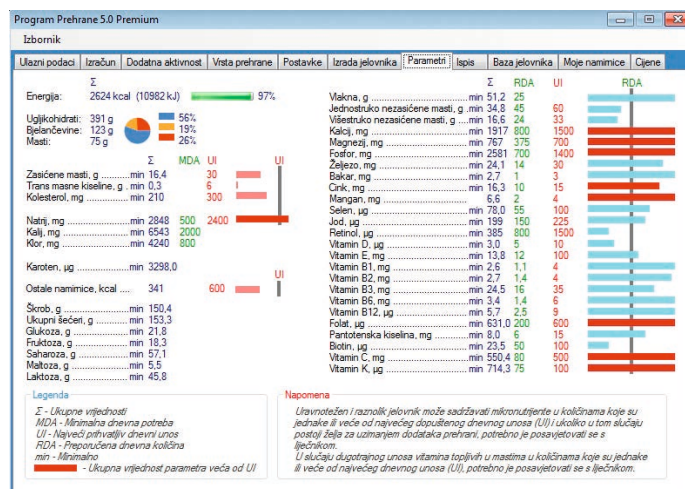 Program Prehrane 5.0 Premium
Izbornik
Ulazni podaci Izračun Dodatna aktivnost Vrsta prehrane Postavke Izrada jelovnika Parametri Ispis Baza jelovnika Moje namirnice Cijene
Σ
Energija: 2624 kcal (10982 kJ) 97%
Ugljikohidrati: 391 g 56%
Bjelančevine: 123 g 19%
Masti: 75 g 26%
Σ MDA UI UI
Zasićene masti, g min 16,4 30
Trans masne kiseline, g . min 0,3 6
Kolesterol, mg min 210 300
Natrij, mg min 2848 500 2400
Kalij, mg min 6543 2000
Klor, mg min 4240 800
Karoten, µg min 3298,0
UI
Ostale namirnice, kcal .... 341 600
Škrob, g min 150,4
Ukupni šećeri, g min 153,3
Glukoza, g min 21,8
Fruktoza, g min 18,3
Saharoza, g min 57,1
Maltoza, g min 5,5
Laktoza, g min 45,8
Σ RDA UI RDA
Vlakna, g min 51,2 25
Jednostruko nezasićene masti, g min 34,8 45 60
Višestruko nezasićene masti, g .... min 16,6 24 33
Kalcij, mg min 1917 800 1500
Magnezij, mg min 767 375 700
Fosfor, mg min 2581 700 1400
Željezo, mg min 24,1 14 30
Bakar, mg min 2,7 1 3
Cink, mg min 16,3 10 15
Mangan, mg 6,6 2 4
Selen, µg min 78,0 55 100
Jod, µg min 199 150 225
Retinol, µg min 385 800 1500
Vitamin D, µg min 3,0 5 10
Vitamin E, mg min 13,8 12 100
Vitamin B1, mg min 2,6 1,1 4
Vitamin B2, mg min 2,7 1,4 4
Vitamin B3, mg min 24,5 16 35
Vitamin B6, mg min 3,4 1,4 6
Vitamin B12, µg min 5,7 2,5 9
Folat, µg min 631,0 200 600
Pantotenska kiselina, mg min 8,0 6 15
Biotin, µg min 23,5 50 100
Vitamin C, mg min 550,4 80 500
Vitamin K, µg min 714,3 75 100
Legenda
Σ - Ukupne vrijednosti
MDA - Minimalna dnevna potreba
UI - Najveći prihvatljiv dnevni unos
RDA - Preporučena dnevna količina
min - Minimalno
- Ukupna vrijednost parametra veća od UI
Napomena
Uravnotežen i raznolik jelovnik može sadržavati mikronutrijente u količinama koje su
jednake ili veće od najvećeg dopuštenog dnevnog unosa (UI) i ukoliko u tom slučaju
postoji želja za uzimanjem dodataka prehrani, potrebno je posavjetovati se s
liječnikom.
U slučaju dugotrajnog unosa vitamina topljivih u mastima u količinama koje su jednake
ili veće od najvećeg dnevnog unosa (UI), potrebno je posavjetovati se s liječnikom.